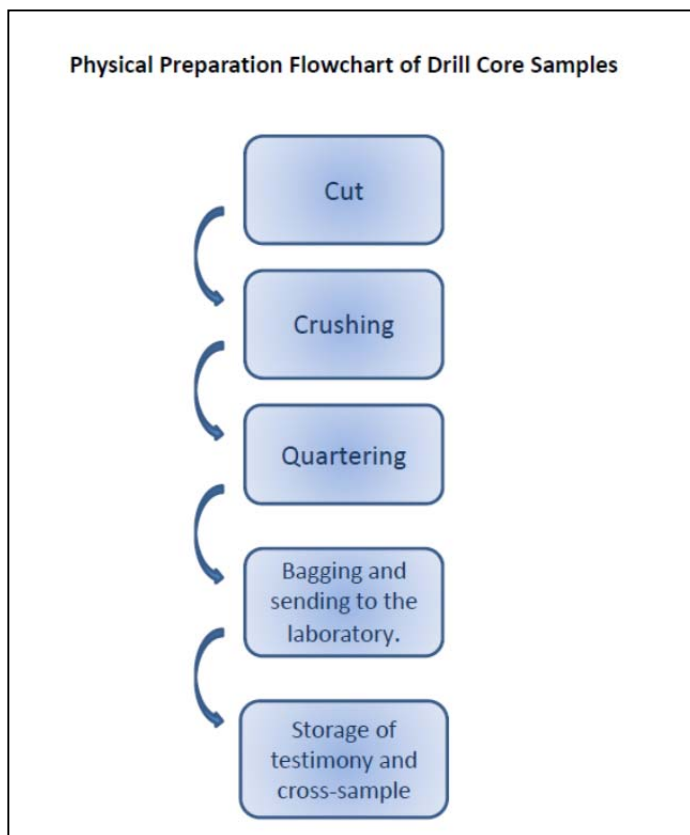 Physical Preparation Flowchart of Drill Core Samples
Cut
Crushing
Quartering
Bagging and
sending to the
laboratory.
Storage of
testimony and
cross-sample